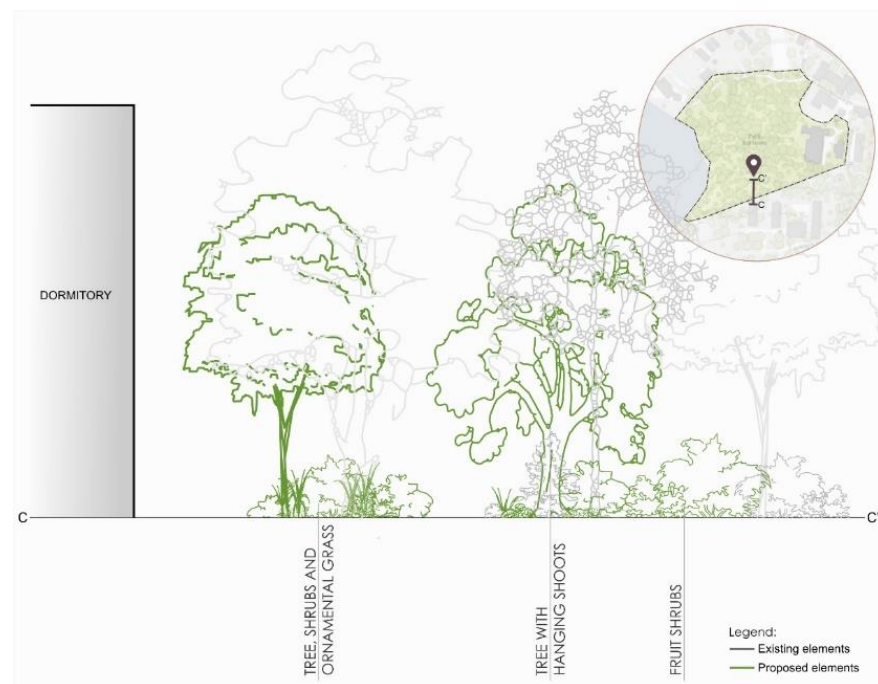 DORMITORY
C'
C
C
C'
TREE, SHRUBS AND
ORNAMENTAL GRASS
TREE WITH
HANGING SHOOTS
FRUIT SHRUBS
Legend:
Existing elements
Proposed elements